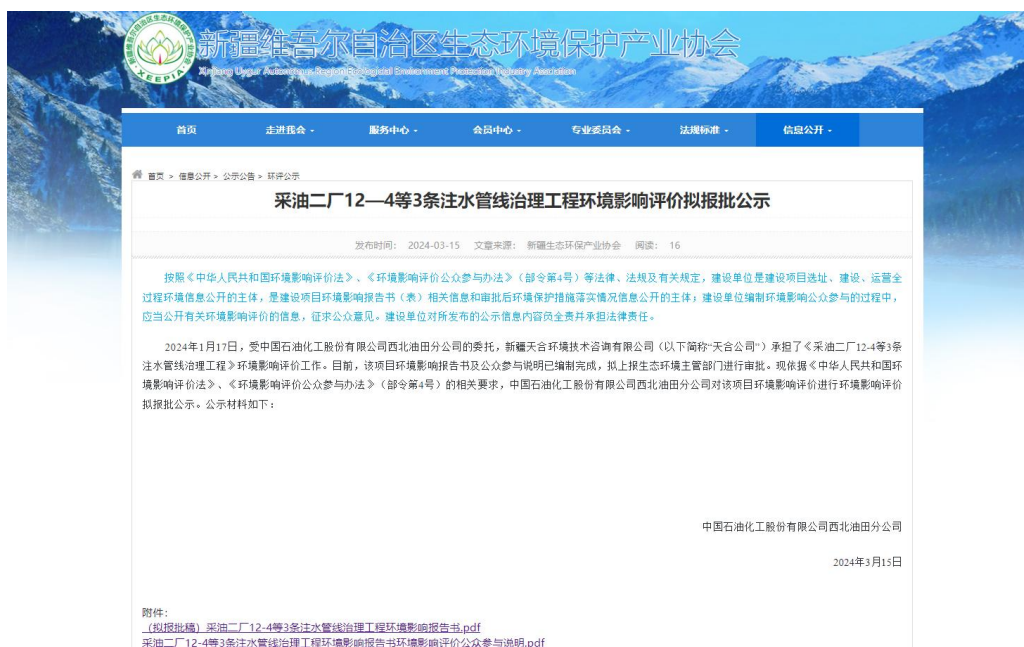 新疆维吾尔自治区生态环境保护产业协会
Xinjiang Uygur Autonomous Region Ecological Environment Protection Industry Association
XEEPIA
首页 走进我会 服务中心 会员中心 专业委员会 法规标准 信息公开
首页 > 信息公开 > 公示公告 > 环评公示
采油二厂12—4等3条注水管线治理工程环境影响评价拟报批公示
发布时间： 2024-03-15 文章来源： 新疆生态环保产业协会 阅读： 16
按照《中华人民共和国环境影响评价法》、《环境影响评价公众参与办法》（部令第4号）等法律、法规及有关规定，建设单位是建设项目选址、建设、运营全
过程环境信息公开的主体，是建设项目环境影响报告书（表）相关信息和审批后环境保护措施落实情况信息公开的主体；建设单位编制环境影响公众参与的过程中，
应当公开有关环境影响评价的信息，征求公众意见。建设单位对所发布的公示信息内容负全责并承担法律责任。
2024年1月17日，受中国石油化工股份有限公司西北油田分公司的委托，新疆天合环境技术咨询有限公司（以下简称“天合公司”）承担了《采油二厂12-4等3条
注水管线治理工程》环境影响评价工作。目前，该项目环境影响报告书及公众参与说明已编制完成，拟上报生态环境主管部门进行审批。现依据《中华人民共和国环
境影响评价法》、《环境影响评价公众参与办法》（部令第4号）的相关要求，中国石油化工股份有限公司西北油田分公司对该项目环境影响评价进行环境影响评价
拟报批公示。公示材料如下：
中国石油化工股份有限公司西北油田分公司
2024年3月15日
附件：
（拟报批稿）采油二厂12-4等3条注水管线治理工程环境影响报告书.pdf
采油二厂12-4等3条注水管线治理工程环境影响报告书环境影响评价公众参与说明.pdf